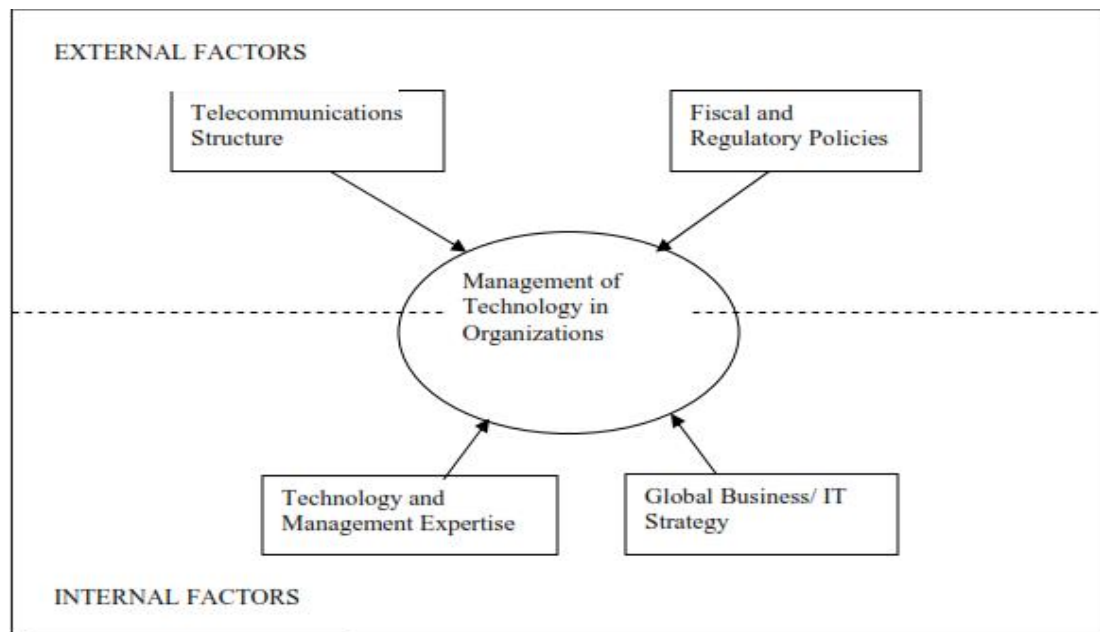 EXTERNAL FACTORS
Telecommunications
Structure
Fiscal and
Regulatory Policies
Management of
Technology in
Organizations
Technology and
Management Expertise
Global Business/ IT
Strategy
INTERNAL FACTORS